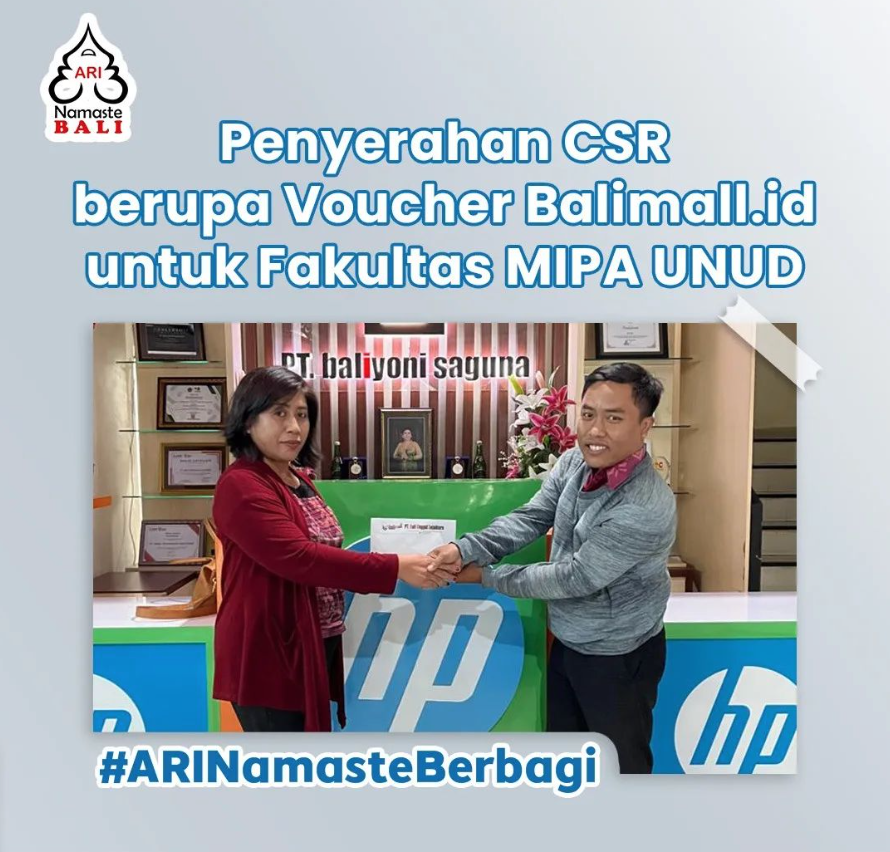 ARI
Namaste
BALI
Penyerahan CSR
berupa Voucher Balimall.id
untuk Fakultas MIPA UNUD
PT. baliyoni saguna
hp
hp
hp
#ARINamasteBerbagi